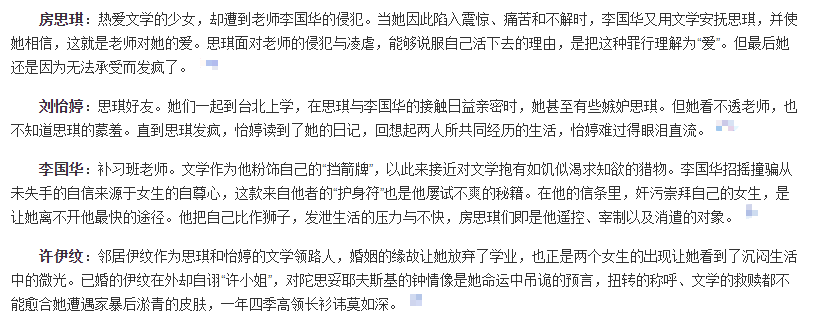 房思琪：热爱文学的少女，却遭到老师李国华的侵犯。当她因此陷入震惊、痛苦和不解时，李国华又用文学安抚思琪，并使
她相信，这就是老师对她的爱。思琪面对老师的侵犯与凌虐，能够说服自己活下去的理由，是把这种罪行理解为“爱”。但最后她
还是因为无法承受而发疯了。
刘怡婷：思琪好友。她们一起到台北上学，在思琪与李国华的接触日益亲密时，她甚至有些嫉妒思琪。但她看不透老师，也
不知道思琪的蒙羞。直到思琪发疯，怡婷读到了她的日记，回想起两人所共同经历的生活，怡婷难过得眼泪直流。
李国华：补习班老师。文学作为他粉饰自己的“挡箭牌”，以此来接近对文学抱有如饥似渴求知欲的猎物。李国华招摇撞骗从
未失手的自信来源于女生的自尊心，这款来自他者的“护身符”也是他屡试不爽的秘籍。在他的信条里，奸污崇拜自己的女生，是
让她离不开他最快的途径。他把自己比作狮子，发泄生活的压力与不快，房思琪们即是他遥控、宰制以及消遣的对象。
许伊纹：邻居伊纹作为思琪和怡婷的文学领路人，婚姻的缘故让她放弃了学业，也正是两个女生的出现让她看到了沉闷生活
中的微光。已婚的伊纹在外却自诩“许小姐”，对陀思妥耶夫斯基的钟情像是她命运中吊诡的预言，扭转的称呼、文学的救赎都不
能愈合她遭遇家暴后淤青的皮肤，一年四季高领长衫讳莫如深。